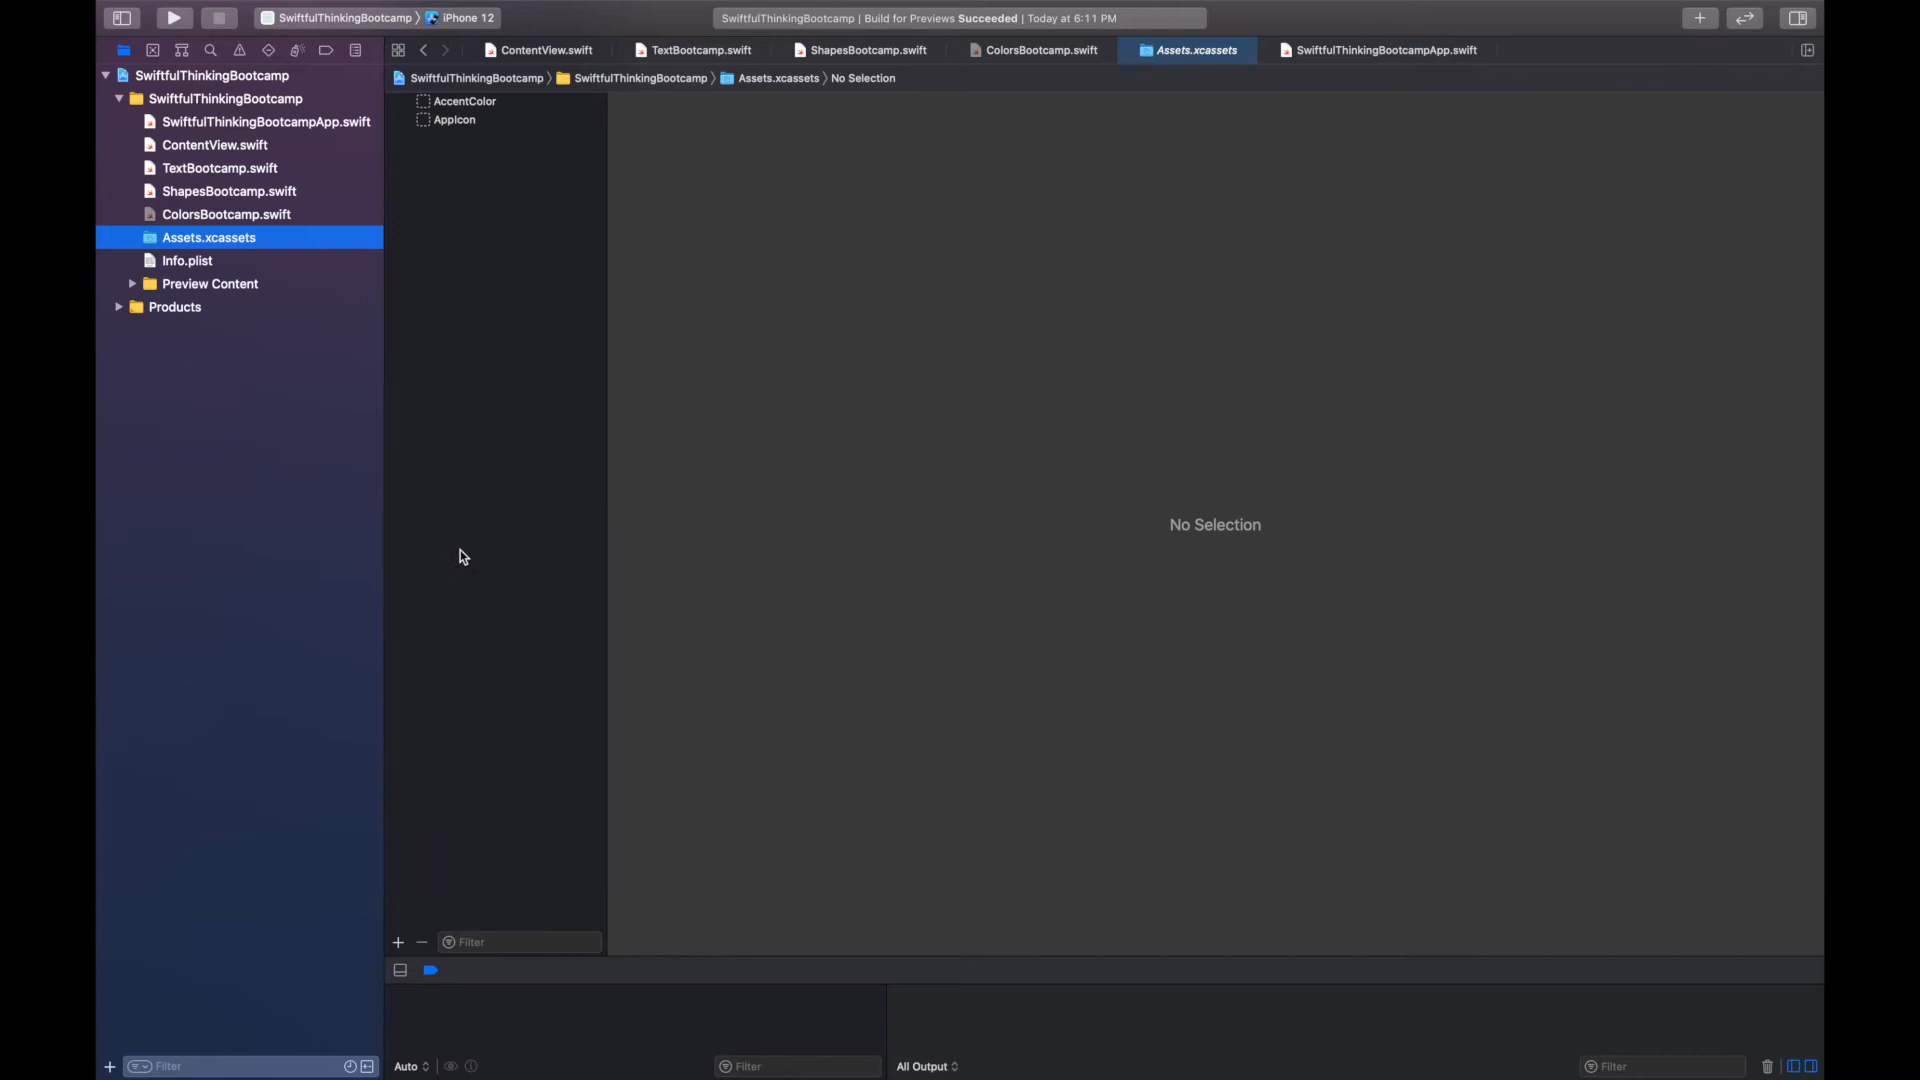 SwiftfulThinkingBootcamp 〉 iPhone 12
SwiftfulThinkingBootcamp | Build for Previews Succeeded | Today at 6:11 PM
ContentView.swift
TextBootcamp.swift
ShapesBootcamp.swift
ColorsBootcamp.swift
Assets.xcassets
SwiftfulThinkingBootcampApp.swift
SwiftfulThinkingBootcamp 〉 SwiftfulThinkingBootcamp 〉 Assets.xcassets 〉 No Selection
SwiftfulThinkingBootcamp
SwiftfulThinkingBootcamp
SwiftfulThinkingBootcampApp.swift
ContentView.swift
TextBootcamp.swift
ShapesBootcamp.swift
ColorsBootcamp.swift
Assets.xcassets
Info.plist
Preview Content
Products
AccentColor
AppIcon
No Selection
Filter
Filter
Auto
Filter
All Output
Filter